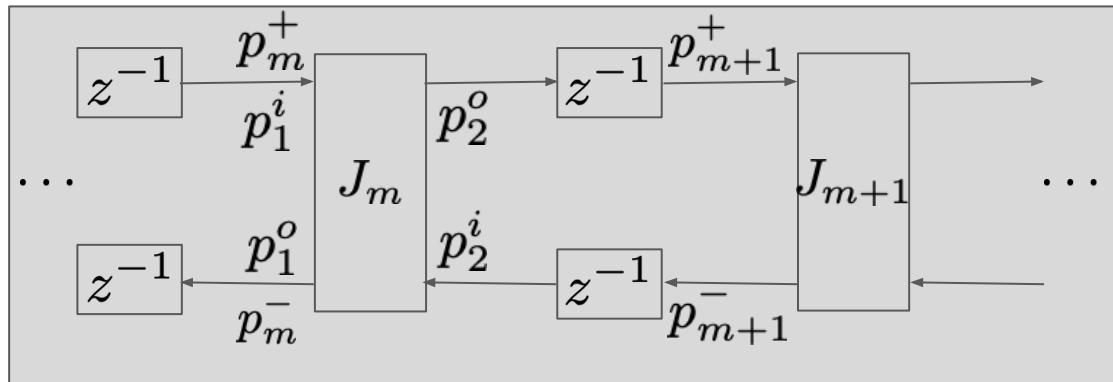 z⁻¹ p_m⁺ z⁻¹ p_{m+1}⁺
p_1^i p_2^o
⋯ J_m J_{m+1} ⋯
z⁻¹ p_1^o p_2^i z⁻¹
p_m⁻ p_{m+1}⁻